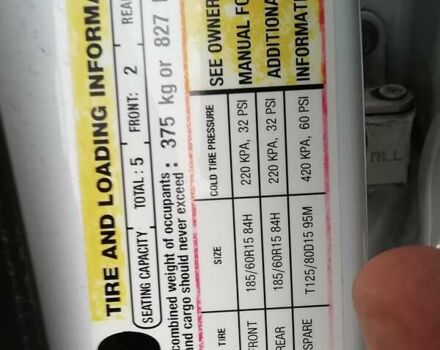 TIRE AND LOADING INFORMA
SEATING CAPACITY TOTAL : 5 FRONT: 2 REA
combined weight of occupants : 375 kg or 827
and cargo should never exceed :
TIRE SIZE COLD TIRE PRESSURE SEE OWNER
FRONT 185/60R15 84H 220 KPA, 32 PSI MANUAL FO
REAR 185/60R15 84H 220 KPA, 32 PSI ADDITIONA
SPARE T125/80D15 95M 420 KPA, 60 PSI INFORMATI